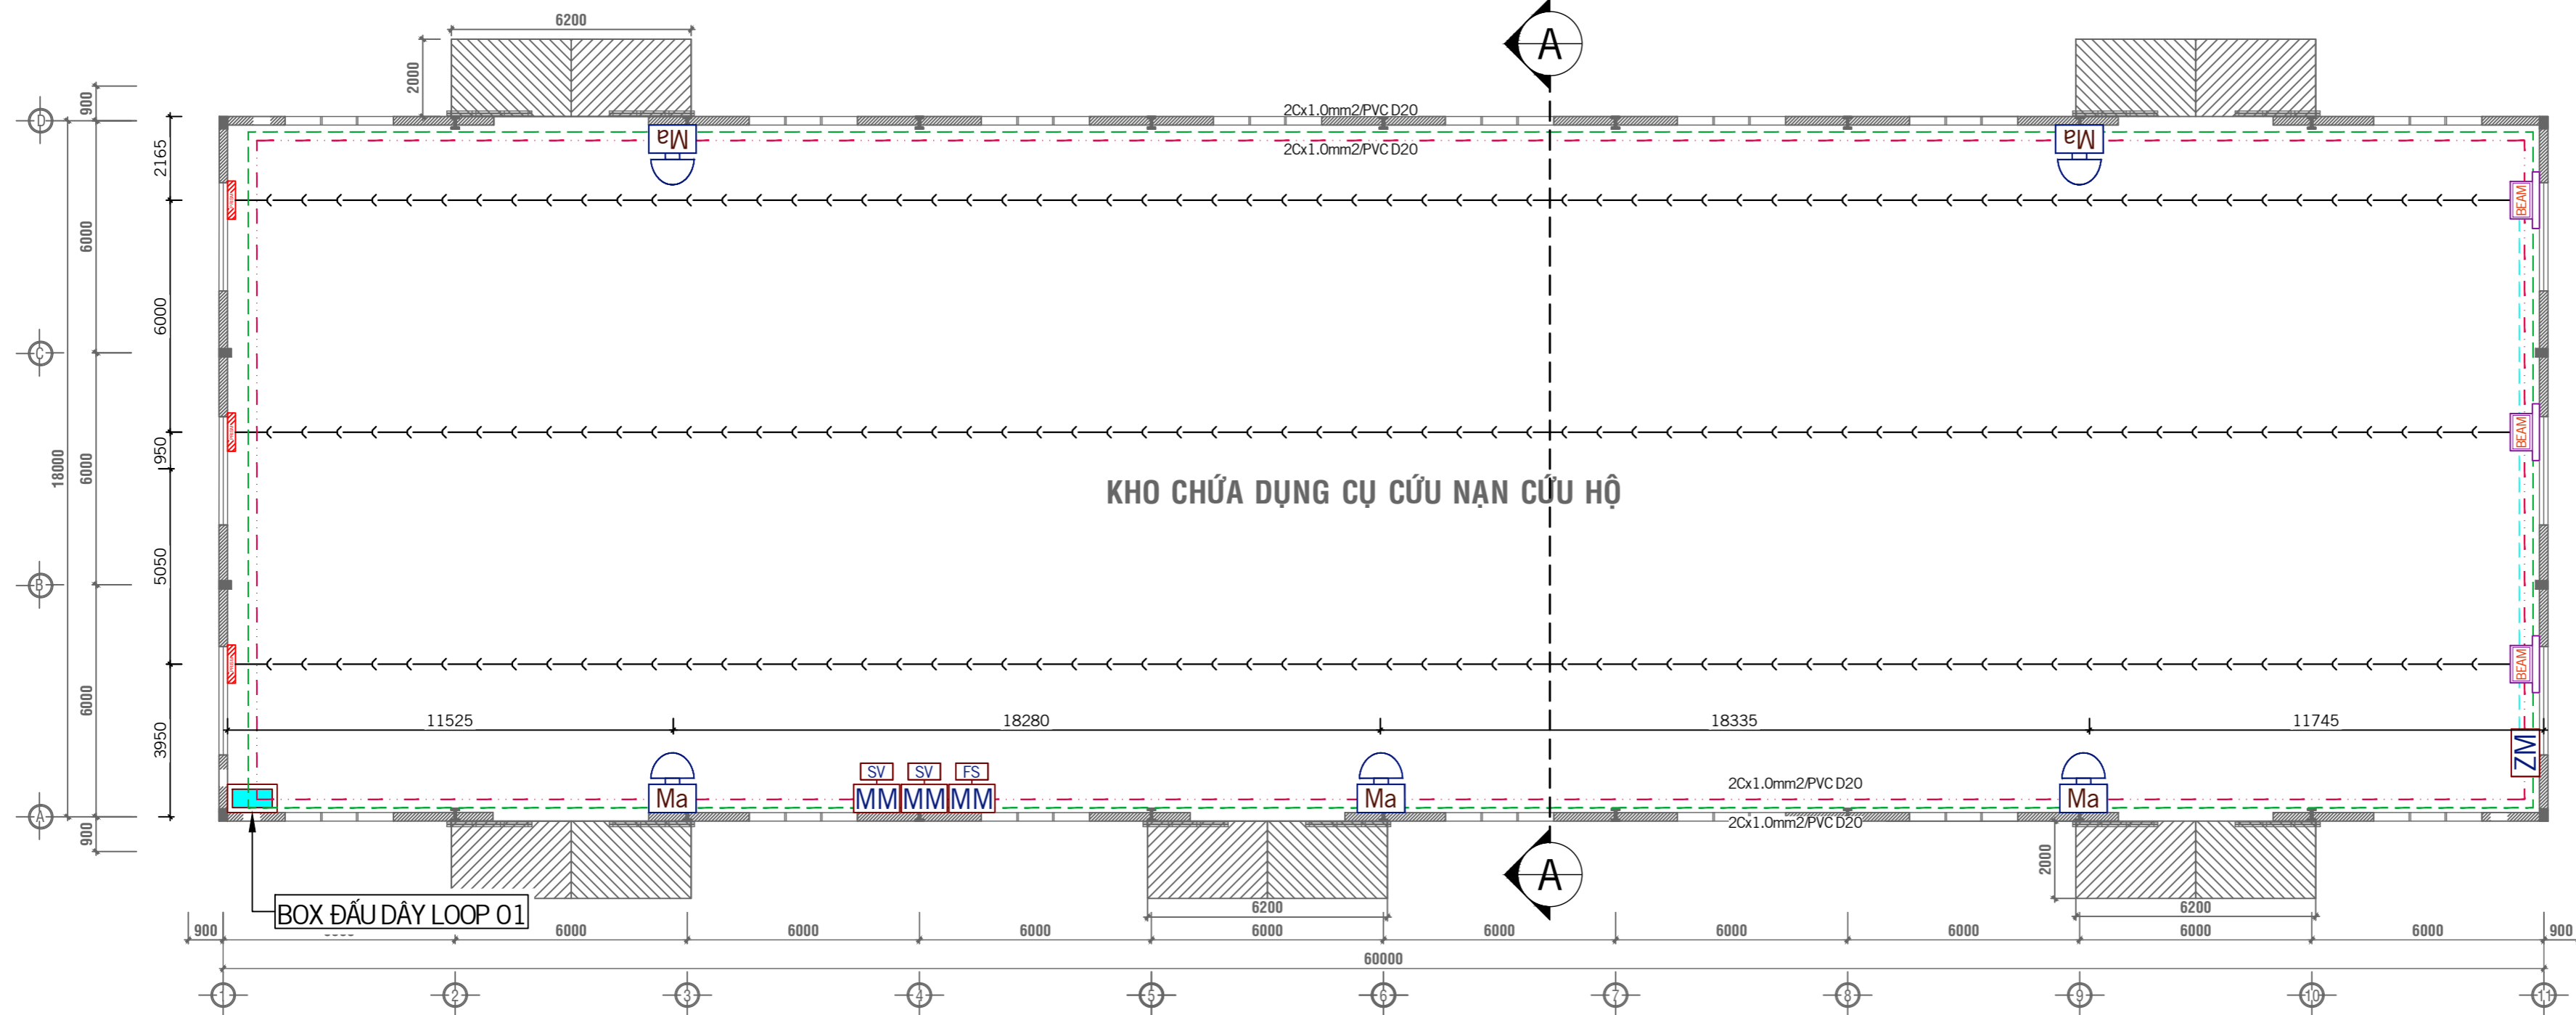 6200
A
2000
900
2Cx1.0mm2/PVC D20
D
Ma
Ma
2Cx1.0mm2/PVC D20
2165
BEAM
6000
6000
C
BEAM
950
18000
6000
KHO CHỨA DỤNG CỤ CỨU NẠN CỨU HỘ
5050
B
BEAM
6000
11525
18280
18335
11745
3950
ZM
SV
SV
FS
2Cx1.0mm2/PVC D20
Ma
MM
MM
MM
Ma
Ma
A
2Cx1.0mm2/PVC D20
900
2000
A
BOX ĐẤU DÂY LOOP 01
6200
6200
900
6000
6000
6000
6000
6000
6000
6000
6000
6000
900
60000
1
2
3
4
5
6
7
8
9
10
11